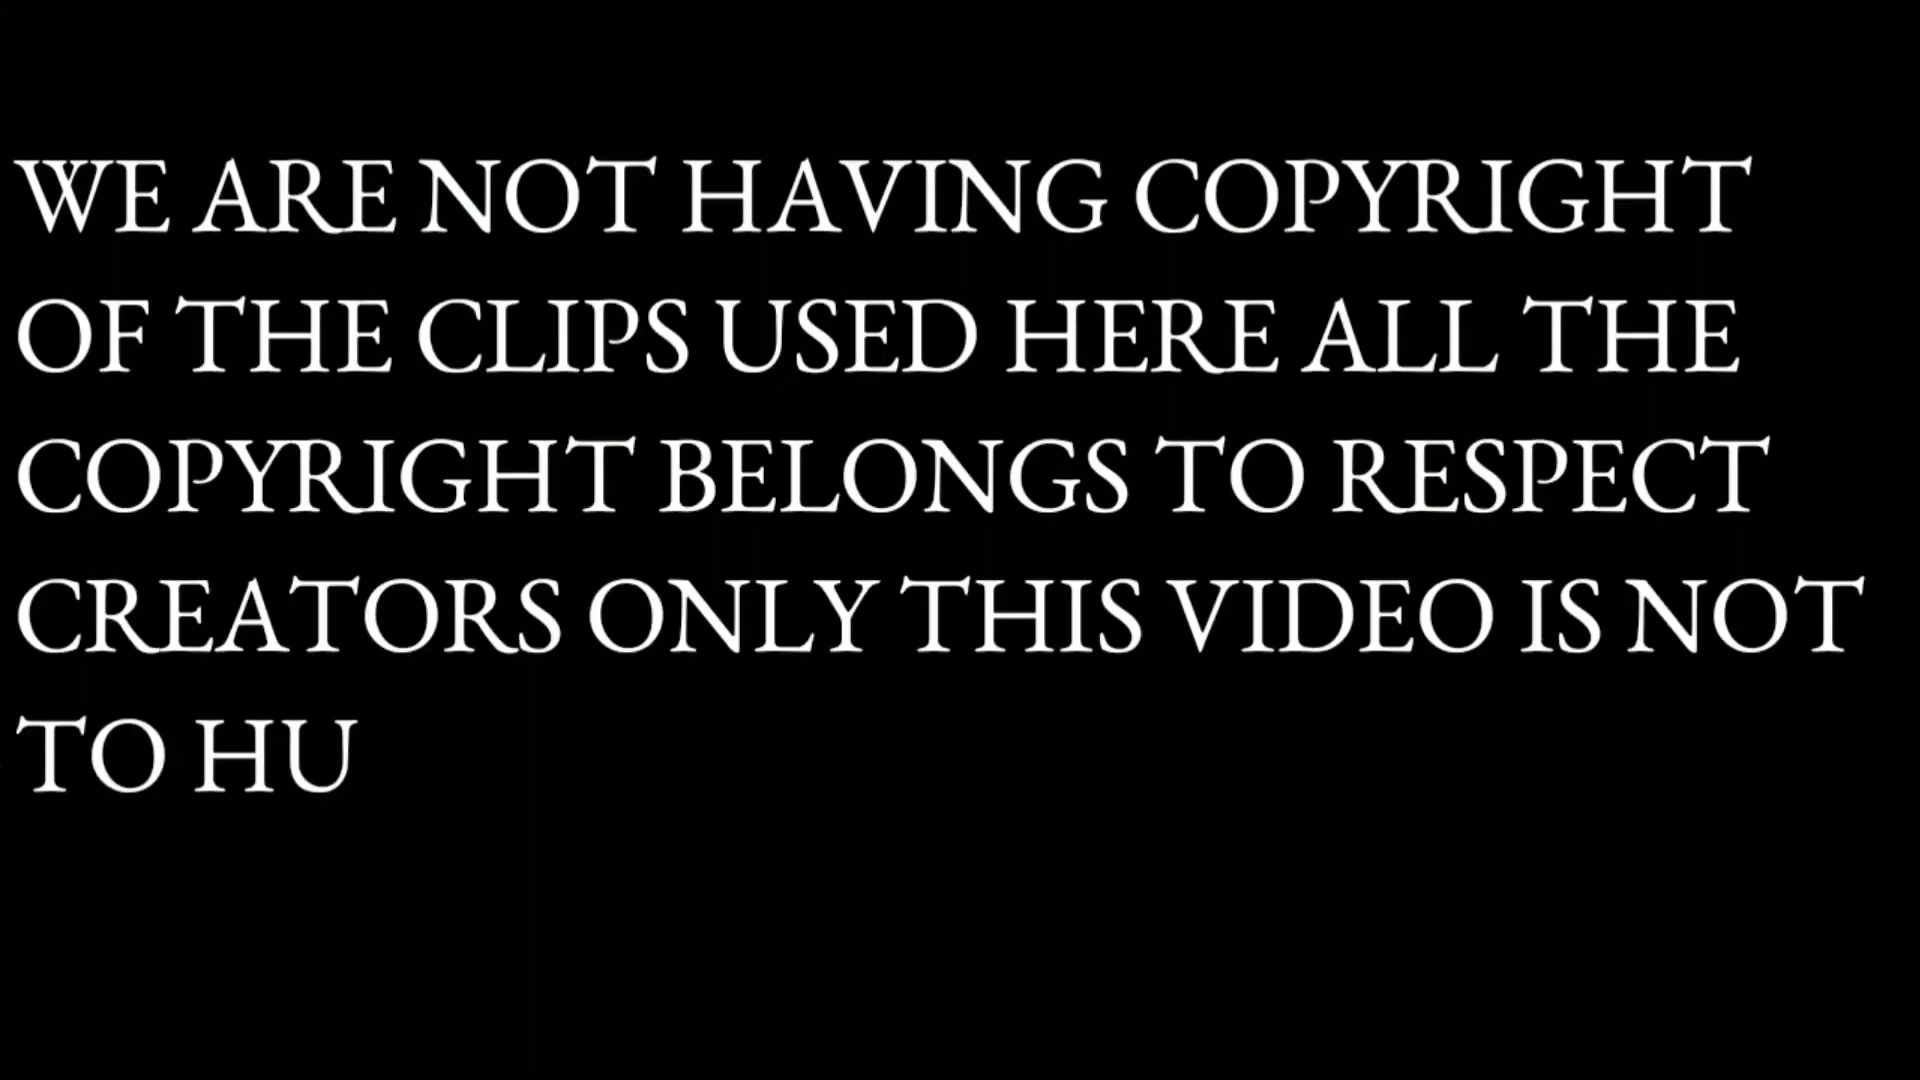 WE ARE NOT HAVING COPYRIGHT
OF THE CLIPS USED HERE ALL THE
COPYRIGHT BELONGS TO RESPECT
CREATORS ONLY THIS VIDEO IS NOT
TO HU